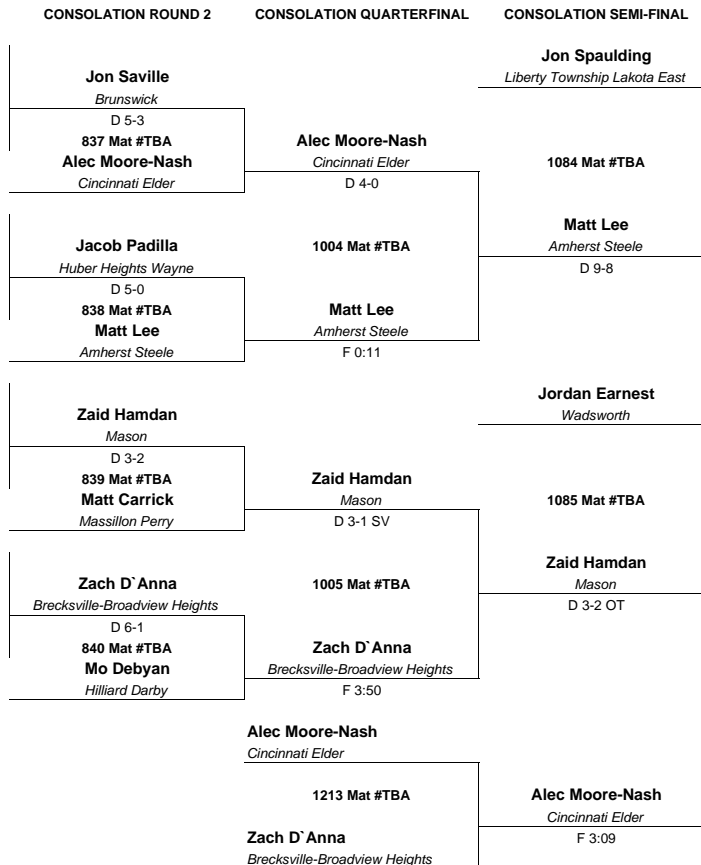 CONSOLATION ROUND 2
CONSOLATION QUARTERFINAL
CONSOLATION SEMI-FINAL
Jon Saville
Brunswick
D 5-3
837 Mat #TBA
Alec Moore-Nash
Cincinnati Elder
Jacob Padilla
Huber Heights Wayne
D 5-0
838 Mat #TBA
Matt Lee
Amherst Steele
Zaid Hamdan
Mason
D 3-2
839 Mat #TBA
Matt Carrick
Massillon Perry
Zach D`Anna
Brecksville-Broadview Heights
D 6-1
840 Mat #TBA
Mo Debyan
Hilliard Darby
Alec Moore-Nash
Cincinnati Elder
D 4-0
1004 Mat #TBA
Matt Lee
Amherst Steele
F 0:11
Zaid Hamdan
Mason
D 3-1 SV
1005 Mat #TBA
Zach D`Anna
Brecksville-Broadview Heights
F 3:50
Jon Spaulding
Liberty Township Lakota East
1084 Mat #TBA
Matt Lee
Amherst Steele
D 9-8
Jordan Earnest
Wadsworth
1085 Mat #TBA
Zaid Hamdan
Mason
D 3-2 OT
Alec Moore-Nash
Cincinnati Elder
1213 Mat #TBA
Zach D`Anna
Brecksville-Broadview Heights
Alec Moore-Nash
Cincinnati Elder
F 3:09